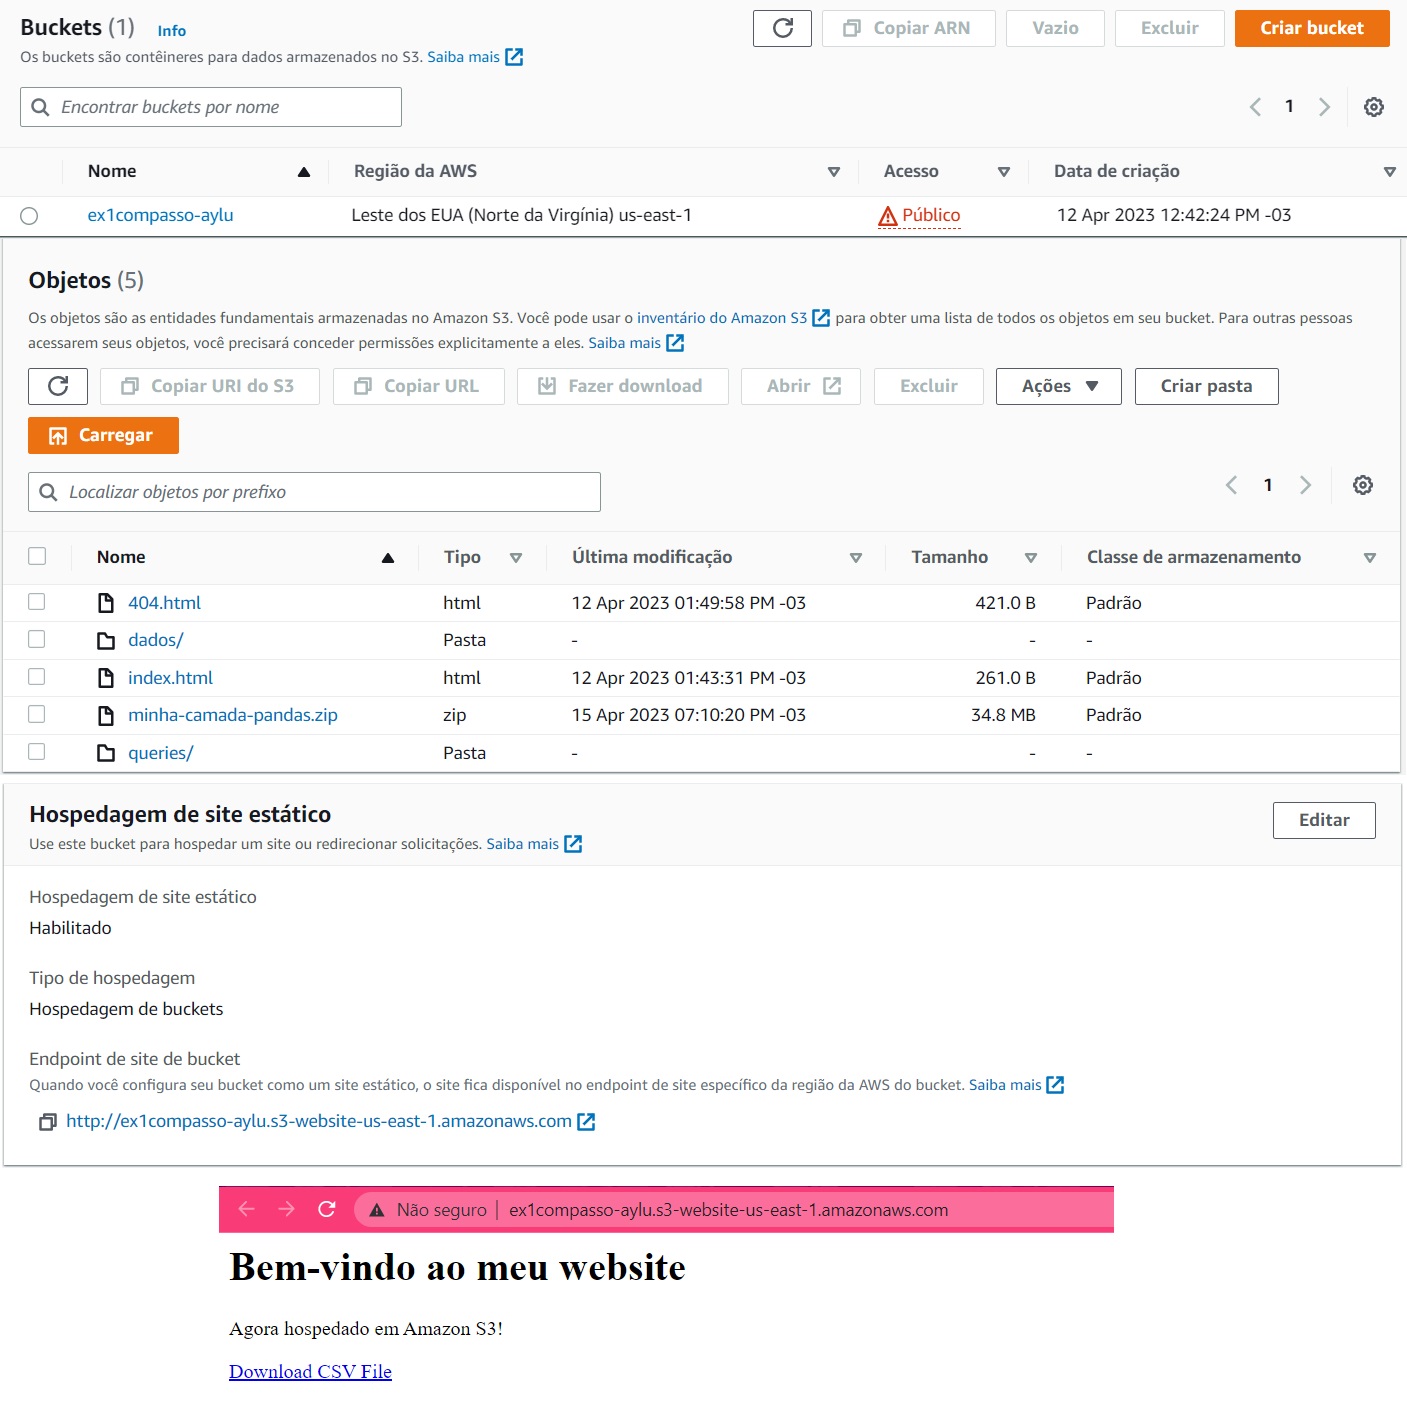 Buckets (1) Info
Copiar ARN Vazio Excluir Criar bucket
Os buckets são contêineres para dados armazenados no S3. Saiba mais
Encontrar buckets por nome
1
Nome Região da AWS Acesso Data de criação
ex1compasso-aylu Leste dos EUA (Norte da Virgínia) us-east-1 Público 12 Apr 2023 12:42:24 PM -03
Objetos (5)
Os objetos são as entidades fundamentais armazenadas no Amazon S3. Você pode usar o inventário do Amazon S3 para obter uma lista de todos os objetos em seu bucket. Para outras pessoas
acessarem seus objetos, você precisará conceder permissões explicitamente a eles. Saiba mais
Copiar URI do S3 Copiar URL Fazer download Abrir Excluir Ações Criar pasta
Carregar
Localizar objetos por prefixo
1
Nome Tipo Última modificação Tamanho Classe de armazenamento
404.html html 12 Apr 2023 01:49:58 PM -03 421.0 B Padrão
dados/ Pasta - - -
index.html html 12 Apr 2023 01:43:31 PM -03 261.0 B Padrão
minha-camada-pandas.zip zip 15 Apr 2023 07:10:20 PM -03 34.8 MB Padrão
queries/ Pasta - - -
Hospedagem de site estático
Editar
Use este bucket para hospedar um site ou redirecionar solicitações. Saiba mais
Hospedagem de site estático
Habilitado
Tipo de hospedagem
Hospedagem de buckets
Endpoint de site de bucket
Quando você configura seu bucket como um site estático, o site fica disponível no endpoint de site específico da região da AWS do bucket. Saiba mais
http://ex1compasso-aylu.s3-website-us-east-1.amazonaws.com
Não seguro | ex1compasso-aylu.s3-website-us-east-1.amazonaws.com
Bem-vindo ao meu website
Agora hospedado em Amazon S3!
Download CSV File